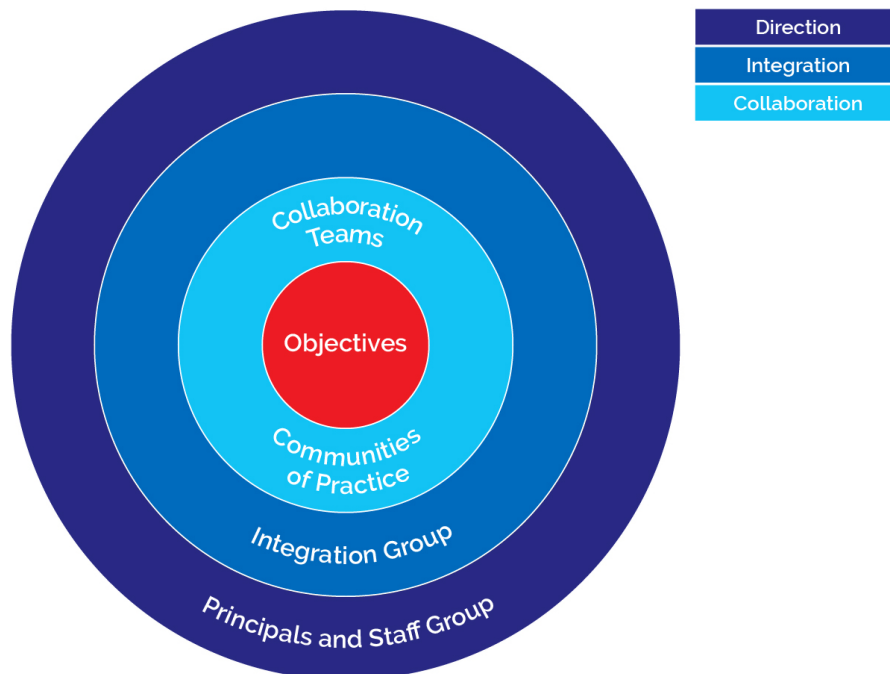 Direction
Integration
Collaboration
Collaboration
Teams
Objectives
Communities
of Practice
Integration Group
Principals and Staff Group